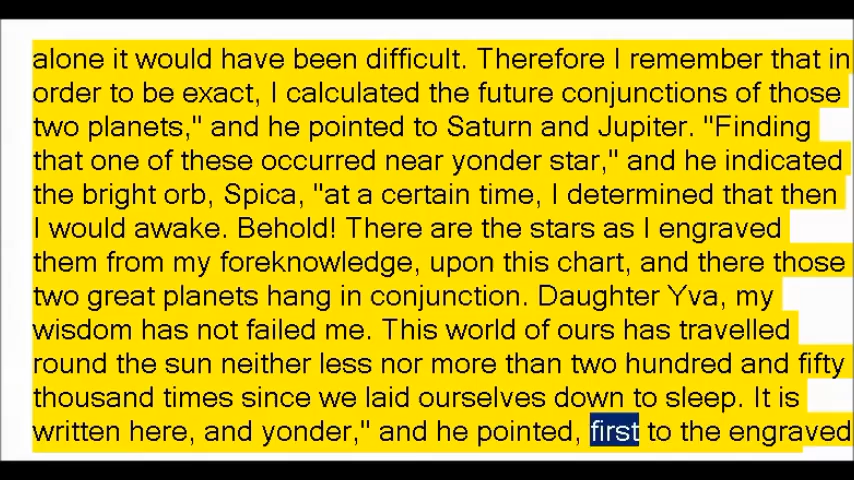 alone it would have been difficult. Therefore I remember that in
order to be exact, I calculated the future conjunctions of those
two planets," and he pointed to Saturn and Jupiter. "Finding
that one of these occurred near yonder star," and he indicated
the bright orb, Spica, "at a certain time, I determined that then
I would awake. Behold! There are the stars as I engraved
them from my foreknowledge, upon this chart, and there those
two great planets hang in conjunction. Daughter Yva, my
wisdom has not failed me. This world of ours has travelled
round the sun neither less nor more than two hundred and fifty
thousand times since we laid ourselves down to sleep. It is
written here, and yonder," and he pointed, first to the engraved